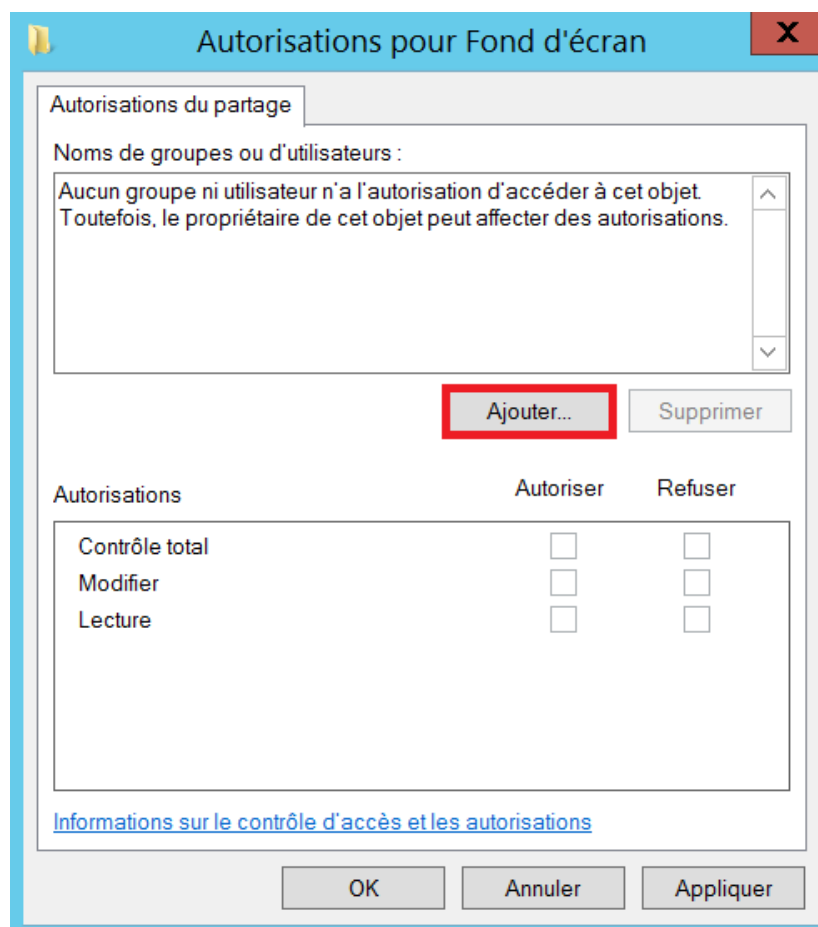 Autorisations pour Fond d'écran
X
Autorisations du partage
Noms de groupes ou d'utilisateurs :
Aucun groupe ni utilisateur n'a l'autorisation d'accéder à cet objet.
Toutefois, le propriétaire de cet objet peut affecter des autorisations.
Ajouter... Supprimer
Autorisations Autoriser Refuser
Contrôle total
Modifier
Lecture
Informations sur le contrôle d'accès et les autorisations
OK Annuler Appliquer